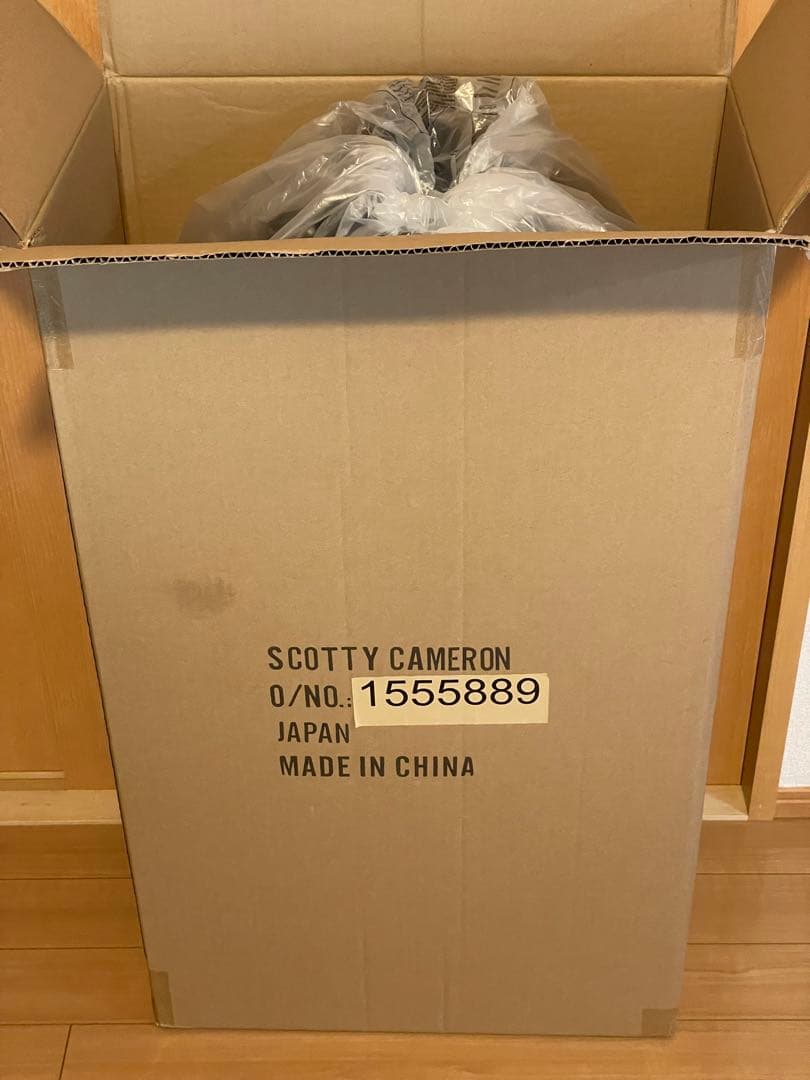 SCOTTY CAMERON
O/NO.: 1555889
JAPAN
MADE IN CHINA